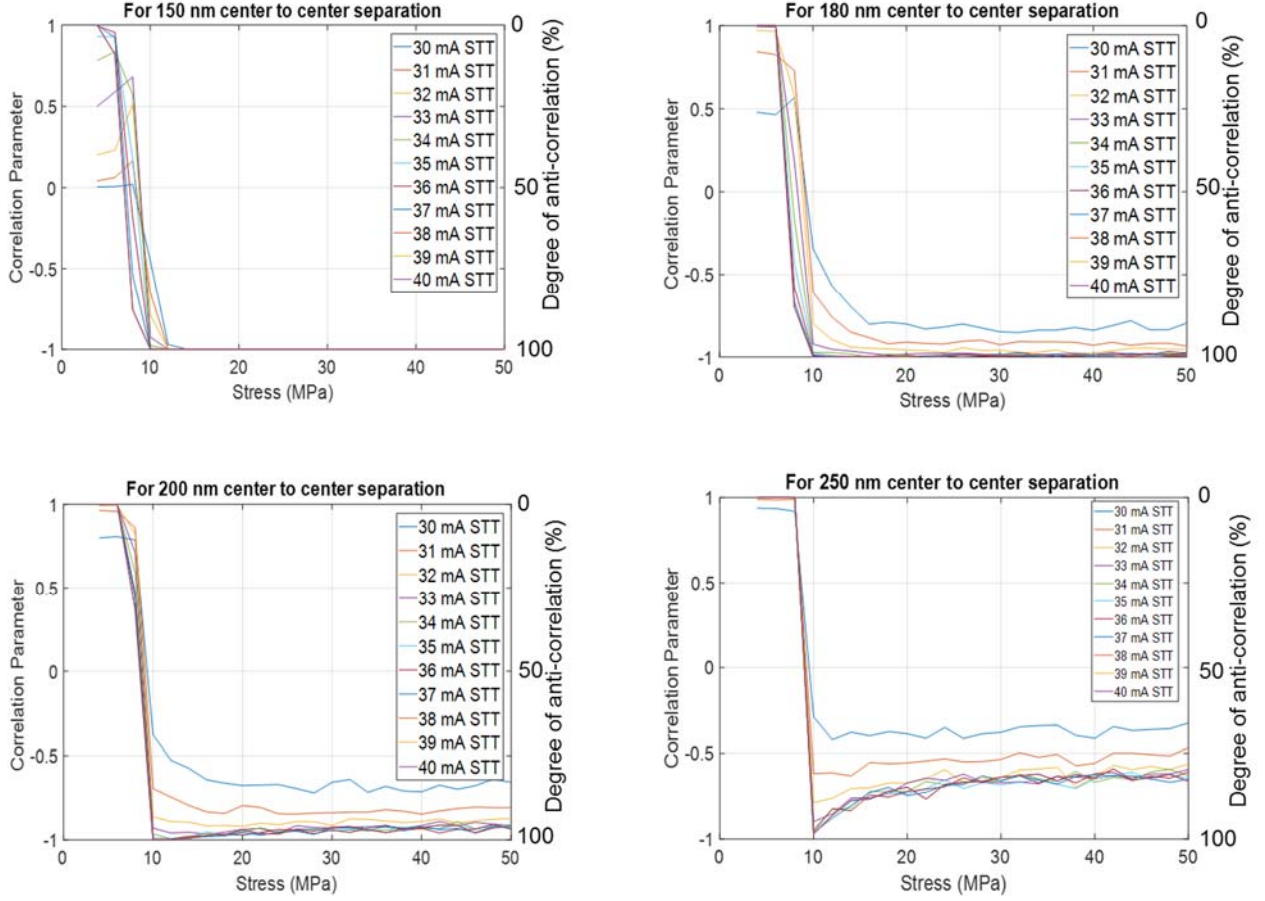 For 150 nm center to center separation
Correlation Parameter
1
0.5
0
-0.5
-1
0
10
20
30
40
50
Stress (MPa)
0
50
100
Degree of anti-correlation (%)
30 mA STT
31 mA STT
32 mA STT
33 mA STT
34 mA STT
35 mA STT
36 mA STT
37 mA STT
38 mA STT
39 mA STT
40 mA STT
For 180 nm center to center separation
Correlation Parameter
1
0.5
0
-0.5
-1
0
10
20
30
40
50
Stress (MPa)
0
50
100
Degree of anti-correlation (%)
30 mA STT
31 mA STT
32 mA STT
33 mA STT
34 mA STT
35 mA STT
36 mA STT
37 mA STT
38 mA STT
39 mA STT
40 mA STT
For 200 nm center to center separation
Correlation Parameter
1
0.5
0
-0.5
-1
0
10
20
30
40
50
Stress (MPa)
0
50
100
Degree of anti-correlation (%)
30 mA STT
31 mA STT
32 mA STT
33 mA STT
34 mA STT
35 mA STT
36 mA STT
37 mA STT
38 mA STT
39 mA STT
40 mA STT
For 250 nm center to center separation
Correlation Parameter
1
0.5
0
-0.5
-1
0
10
20
30
40
50
Stress (MPa)
0
50
100
Degree of anti-correlation (%)
30 mA STT
31 mA STT
32 mA STT
33 mA STT
34 mA STT
35 mA STT
36 mA STT
37 mA STT
38 mA STT
39 mA STT
40 mA STT